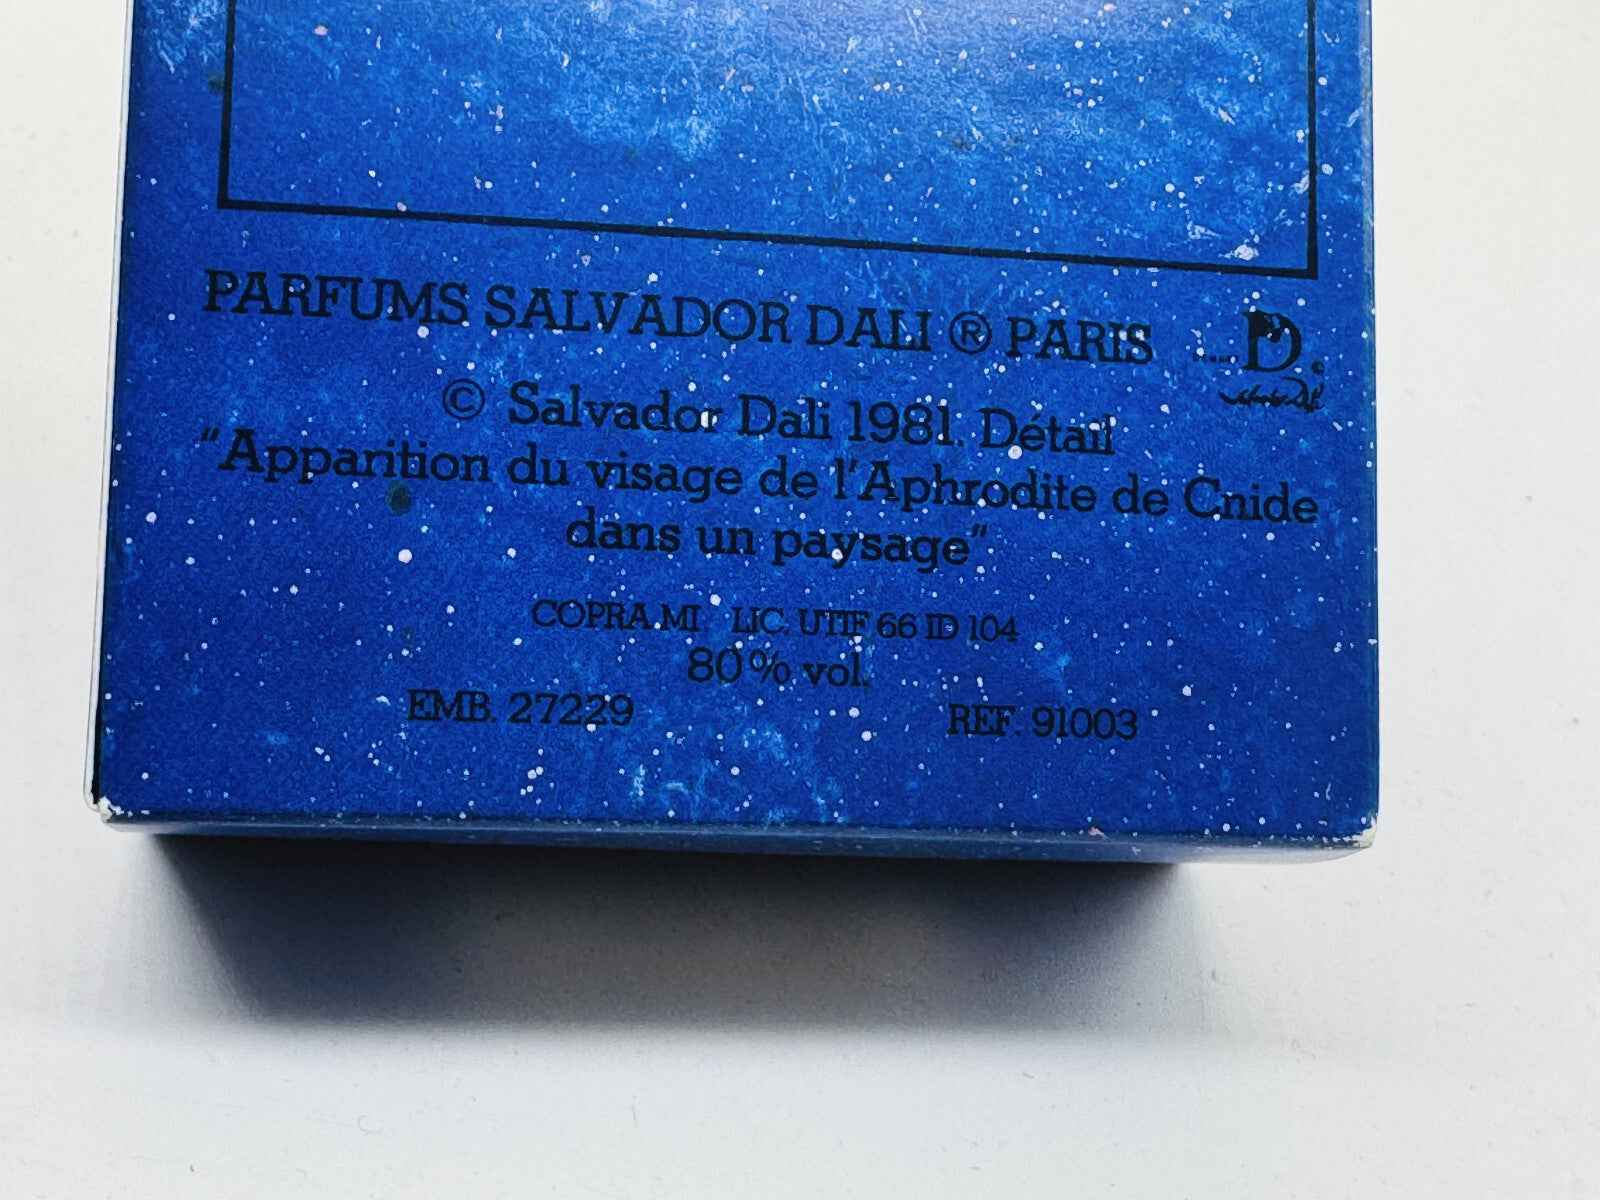 PARFUMS SALVADOR DALI ® PARIS
D.
© Salvador Dali 1981. Détail
“Apparition du visage de l'Aphrodite de Cnide
dans un paysage”
COPRA.MI LIC. UTIF 66 ID 104
80% vol.
EMB. 27229 REF. 91003